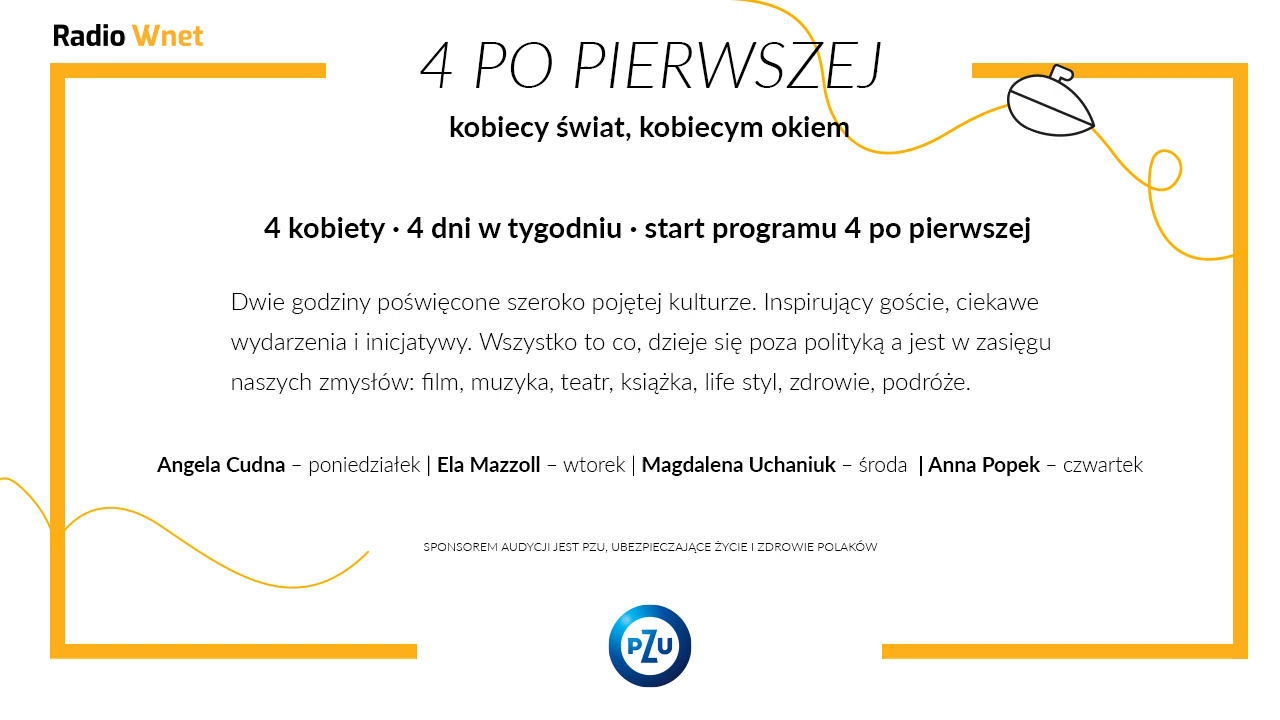 Radio Wnet
4 PO PIERWSZEJ
kobiecy świat, kobiecym okiem
4 kobiety · 4 dni w tygodniu · start programu 4 po pierwszej
Dwie godziny poświęcone szeroko pojętej kulturze. Inspirujący goście, ciekawe
wydarzenia i inicjatywy. Wszystko to co, dzieje się poza polityką a jest w zasięgu
naszych zmysłów: film, muzyka, teatr, książka, life styl, zdrowie, podróże.
Angela Cudna – poniedziałek | Ela Mazzoll – wtorek | Magdalena Uchaniuk – środa | Anna Popek – czwartek
SPONSOREM AUDYCJI JEST PZU, UBEZPIECZAJĄCE ŻYCIE I ZDROWIE POLAKÓW
PZU